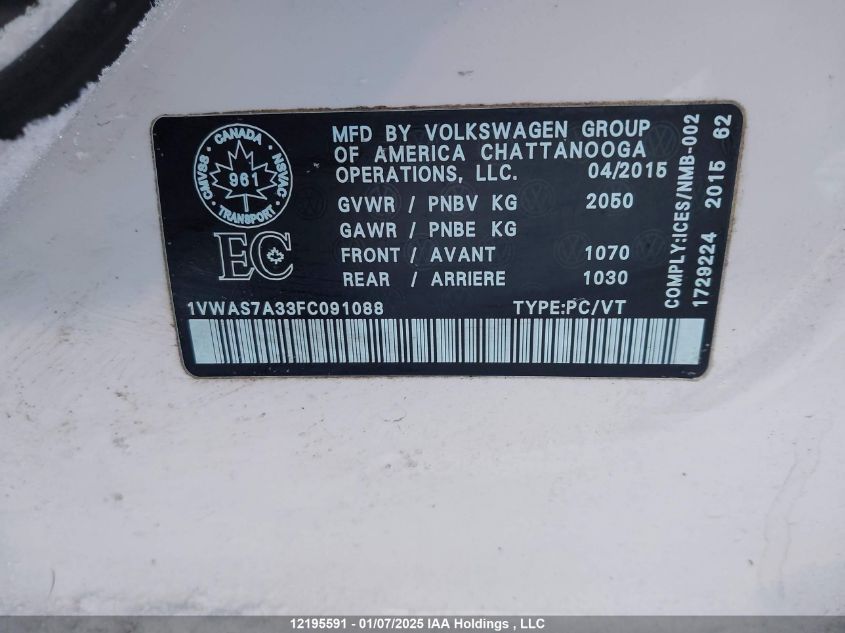 CANADA
CMVSS
961
NSVAC
TRANSPORT
EC
MFD BY VOLKSWAGEN GROUP
OF AMERICA CHATTANOOGA
OPERATIONS, LLC. 04/2015
GVWR / PNBV KG 2050
GAWR / PNBE KG
FRONT / AVANT 1070
REAR / ARRIERE 1030
1VWAS7A33FC091088 TYPE:PC/VT
COMPLY:ICES/NMB-002
1729224 2015 62
12195591 - 01/07/2025 IAA Holdings , LLC